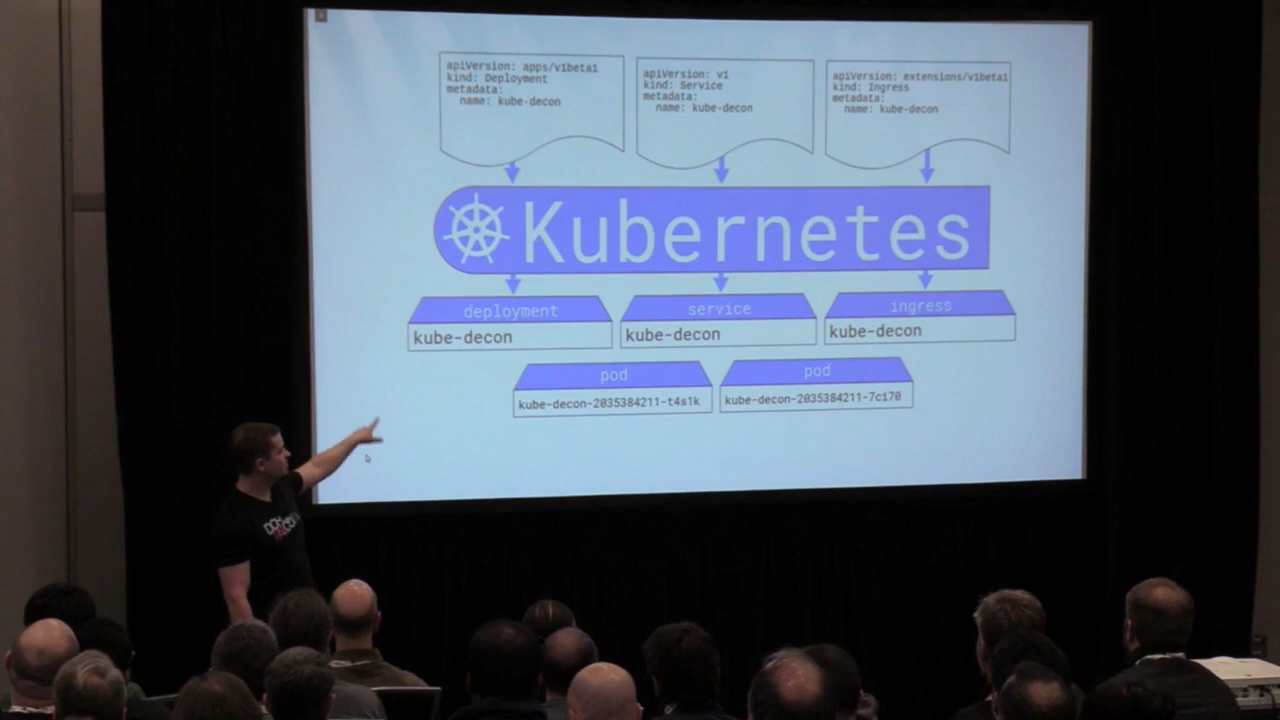 apiVersion: apps/v1beta1
kind: Deployment
metadata:
name: kube-decon
apiVersion: v1
kind: Service
metadata:
name: kube-decon
apiVersion: extensions/v1beta1
kind: Ingress
metadata:
name: kube-decon
Kubernetes
deployment
kube-decon
service
kube-decon
ingress
kube-decon
pod
kube-decon-2035384211-t4s1k
pod
kube-decon-2035384211-7ci70